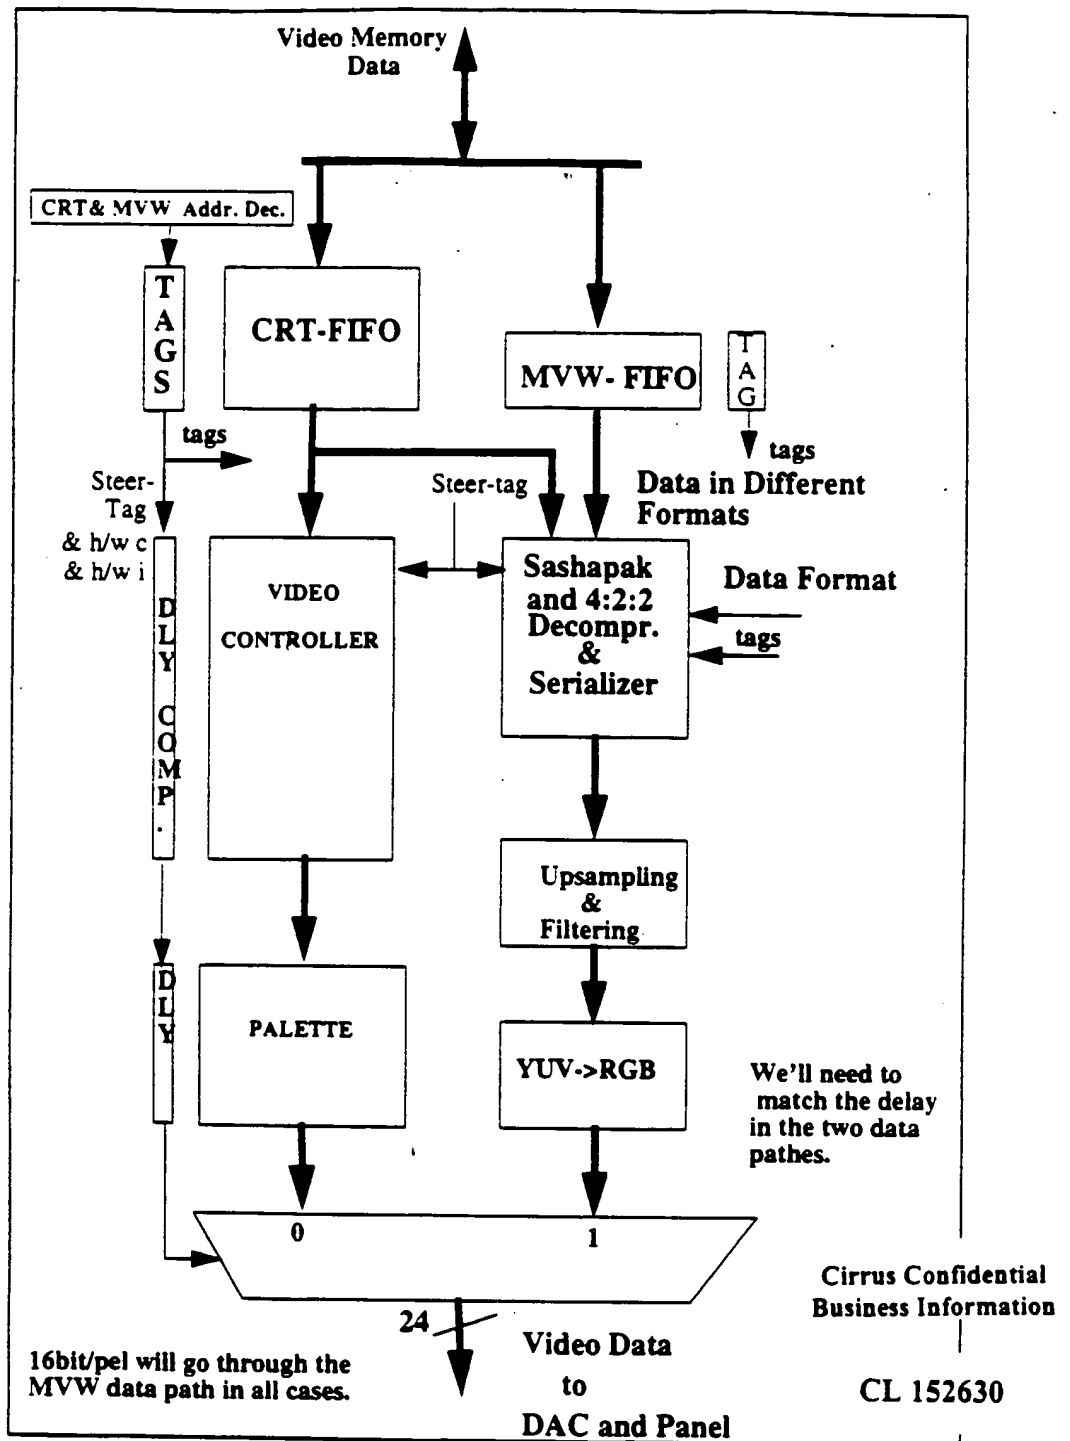 Video Memory
Data
CRT& MVW Addr. Dec.
TAGS
CRT-FIFO
MVW- FIFO
TAG
tags
tags
Steer-
Tag
Steer-tag
Data in Different
Formats
& h/w c
& h/w i
DLY COMP.
VIDEO
CONTROLLER
Sashapak
and 4:2:2
Decompr.
&
Serializer
Data Format
tags
Upsampling
&
Filtering
DLY
PALETTE
YUV->RGB
We'll need to
match the delay
in the two data
pathes.
0
1
Cirrus Confidential
Business Information
24
Video Data
to
DAC and Panel
16bit/pel will go through the
MVW data path in all cases.
CL 152630